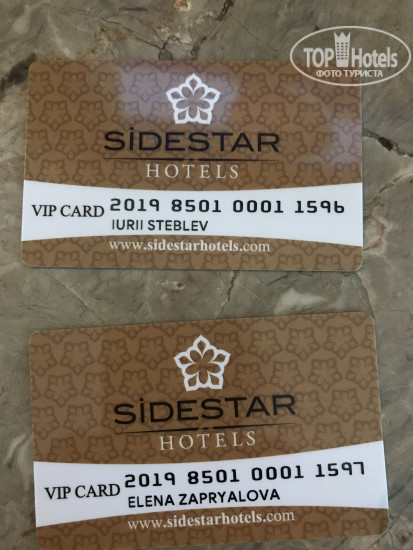 TOP Hotels
ФОТО ТУРИСТА
SİDESTAR
HOTELS
VIP CARD 2019 8501 0001 1596
IURII STEBLEV
www.sidestarhotels.com
SİDESTAR
HOTELS
VIP CARD 2019 8501 0001 1597
ELENA ZAPRYALOVA
www.sidestarhotels.com